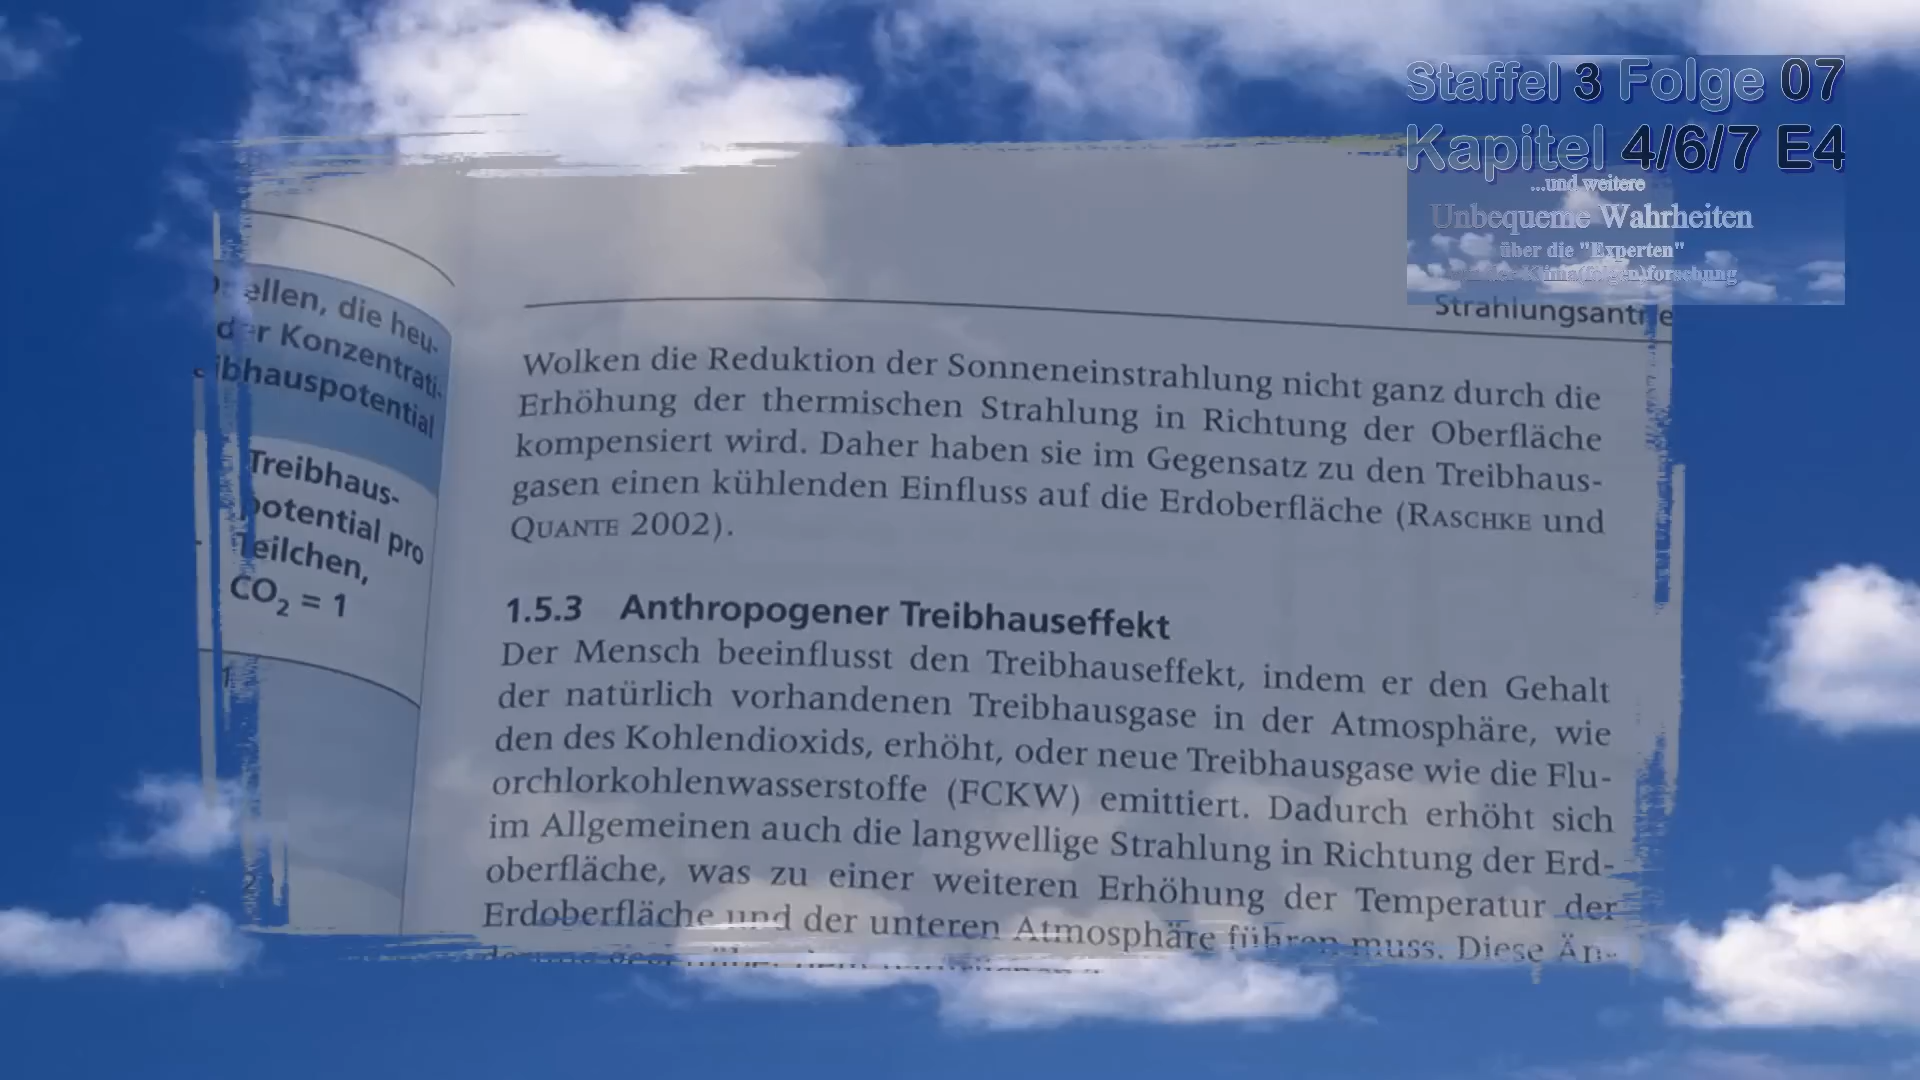 Staffel 3 Folge 07
Kapitel 4/6/7 E4
...und weitere
Unbequeme Wahrheiten
über die "Experten"
Klima(folgen)forschung
ellen, die heu-
der Konzentrati-
ibhauspotential
Treibhaus-
potential pro
Teilchen,
CO₂ = 1
1
Wolken die Reduktion der Sonneneinstrahlung nicht ganz durch die
Erhöhung der thermischen Strahlung in Richtung der Oberfläche
kompensiert wird. Daher haben sie im Gegensatz zu den Treibhaus-
gasen einen kühlenden Einfluss auf die Erdoberfläche (RASCHKE und
QUANTE 2002).
1.5.3 Anthropogener Treibhauseffekt
Der Mensch beeinflusst den Treibhauseffekt, indem er den Gehalt
der natürlich vorhandenen Treibhausgase in der Atmosphäre, wie
den des Kohlendioxids, erhöht, oder neue Treibhausgase wie die Flu-
orchlorkohlenwasserstoffe (FCKW) emittiert. Dadurch erhöht sich
im Allgemeinen auch die langwellige Strahlung in Richtung der Erd-
oberfläche, was zu einer weiteren Erhöhung der Temperatur der
Erdoberfläche und der unteren Atmosphäre führen muss. Diese Än-